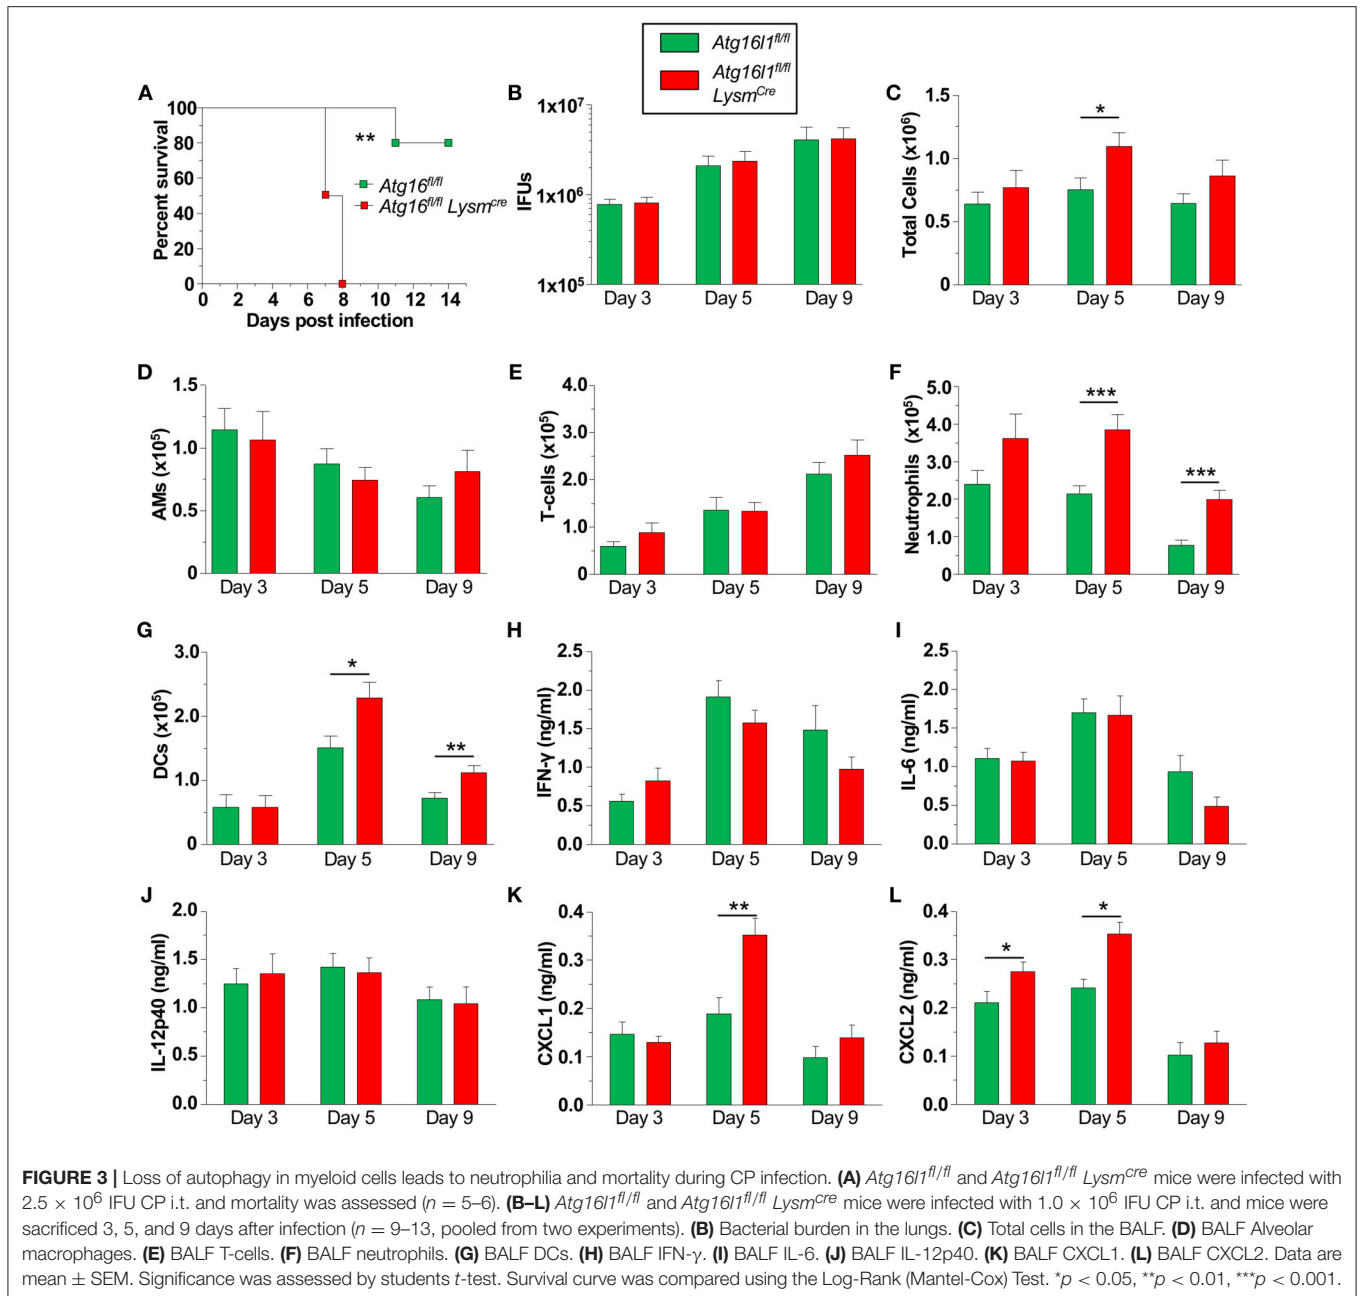 Atg16l1fl/fl
Atg16l1fl/fl
LysmCre
A
Percent survival
100
80
60
40
20
0
**
Atg16fl/fl
Atg16fl/fl Lysmcre
0 2 4 6 8 10 12 14
Days post infection
B
IFUs
1x10^7
1x10^6
1x10^5
Day 3 Day 5 Day 9
C
Total Cells (x10^6)
1.5
1.0
0.5
0
*
Day 3 Day 5 Day 9
D
AMs (x10^5)
1.5
1.0
0.5
0
Day 3 Day 5 Day 9
E
T-cells (x10^5)
4.0
3.0
2.0
1.0
0
Day 3 Day 5 Day 9
F
Neutrophils (x10^5)
5.0
4.0
3.0
2.0
1.0
0
***
***
Day 3 Day 5 Day 9
G
DCs (x10^5)
3.0
2.0
1.0
0
*
**
Day 3 Day 5 Day 9
H
IFN-γ (ng/ml)
2.5
2.0
1.5
1.0
0.5
0.0
Day 3 Day 5 Day 9
I
IL-6 (ng/ml)
2.5
2.0
1.5
1.0
0.5
0.0
Day 3 Day 5 Day 9
J
IL-12p40 (ng/ml)
2.0
1.5
1.0
0.5
0.0
Day 3 Day 5 Day 9
K
CXCL1 (ng/ml)
0.4
0.3
0.2
0.1
0.0
**
Day 3 Day 5 Day 9
L
CXCL2 (ng/ml)
0.4
0.3
0.2
0.1
0.0
*
*
Day 3 Day 5 Day 9
FIGURE 3 | Loss of autophagy in myeloid cells leads to neutrophilia and mortality during CP infection. (A) Atg16l1fl/fl and Atg16l1fl/fl Lysmcre mice were infected with
2.5 × 10^6 IFU CP i.t. and mortality was assessed (n = 5–6). (B–L) Atg16l1fl/fl and Atg16l1fl/fl Lysmcre mice were infected with 1.0 × 10^6 IFU CP i.t. and mice were
sacrificed 3, 5, and 9 days after infection (n = 9–13, pooled from two experiments). (B) Bacterial burden in the lungs. (C) Total cells in the BALF. (D) BALF Alveolar
macrophages. (E) BALF T-cells. (F) BALF neutrophils. (G) BALF DCs. (H) BALF IFN-γ. (I) BALF IL-6. (J) BALF IL-12p40. (K) BALF CXCL1. (L) BALF CXCL2. Data are
mean ± SEM. Significance was assessed by students t-test. Survival curve was compared using the Log-Rank (Mantel-Cox) Test. *p < 0.05, **p < 0.01, ***p < 0.001.